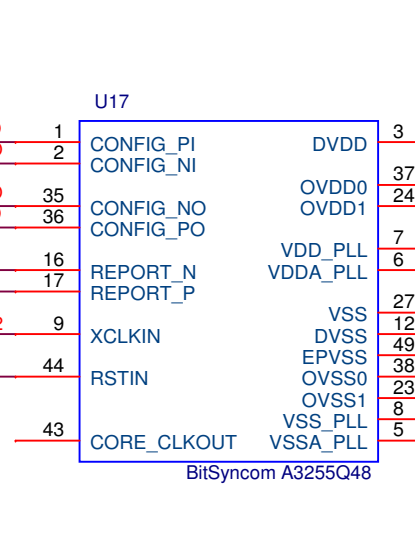 U17
1 CONFIG_PI DVDD 3
2 CONFIG_NI
OVDD0 37
35 CONFIG_NO OVDD1 24
36 CONFIG_PO
VDD_PLL 7
16 REPORT_N VDDA_PLL 6
17 REPORT_P
VSS 27
9 XCLKIN DVSS 12
EPVSS 49
44 RSTIN OVSS0 38
OVSS1 23
VSS_PLL 8
43 CORE_CLKOUT VSSA_PLL 5
BitSyncom A3255Q48